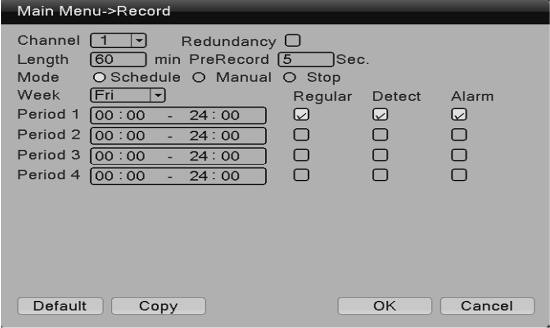 Main Menu->Record
Channel 1 Redundancy
Length 60 min PreRecord 5 Sec.
Mode Schedule Manual Stop
Week Fri Regular Detect Alarm
Period 1 00:00 - 24:00
Period 2 00:00 - 24:00
Period 3 00:00 - 24:00
Period 4 00:00 - 24:00
Default Copy OK Cancel